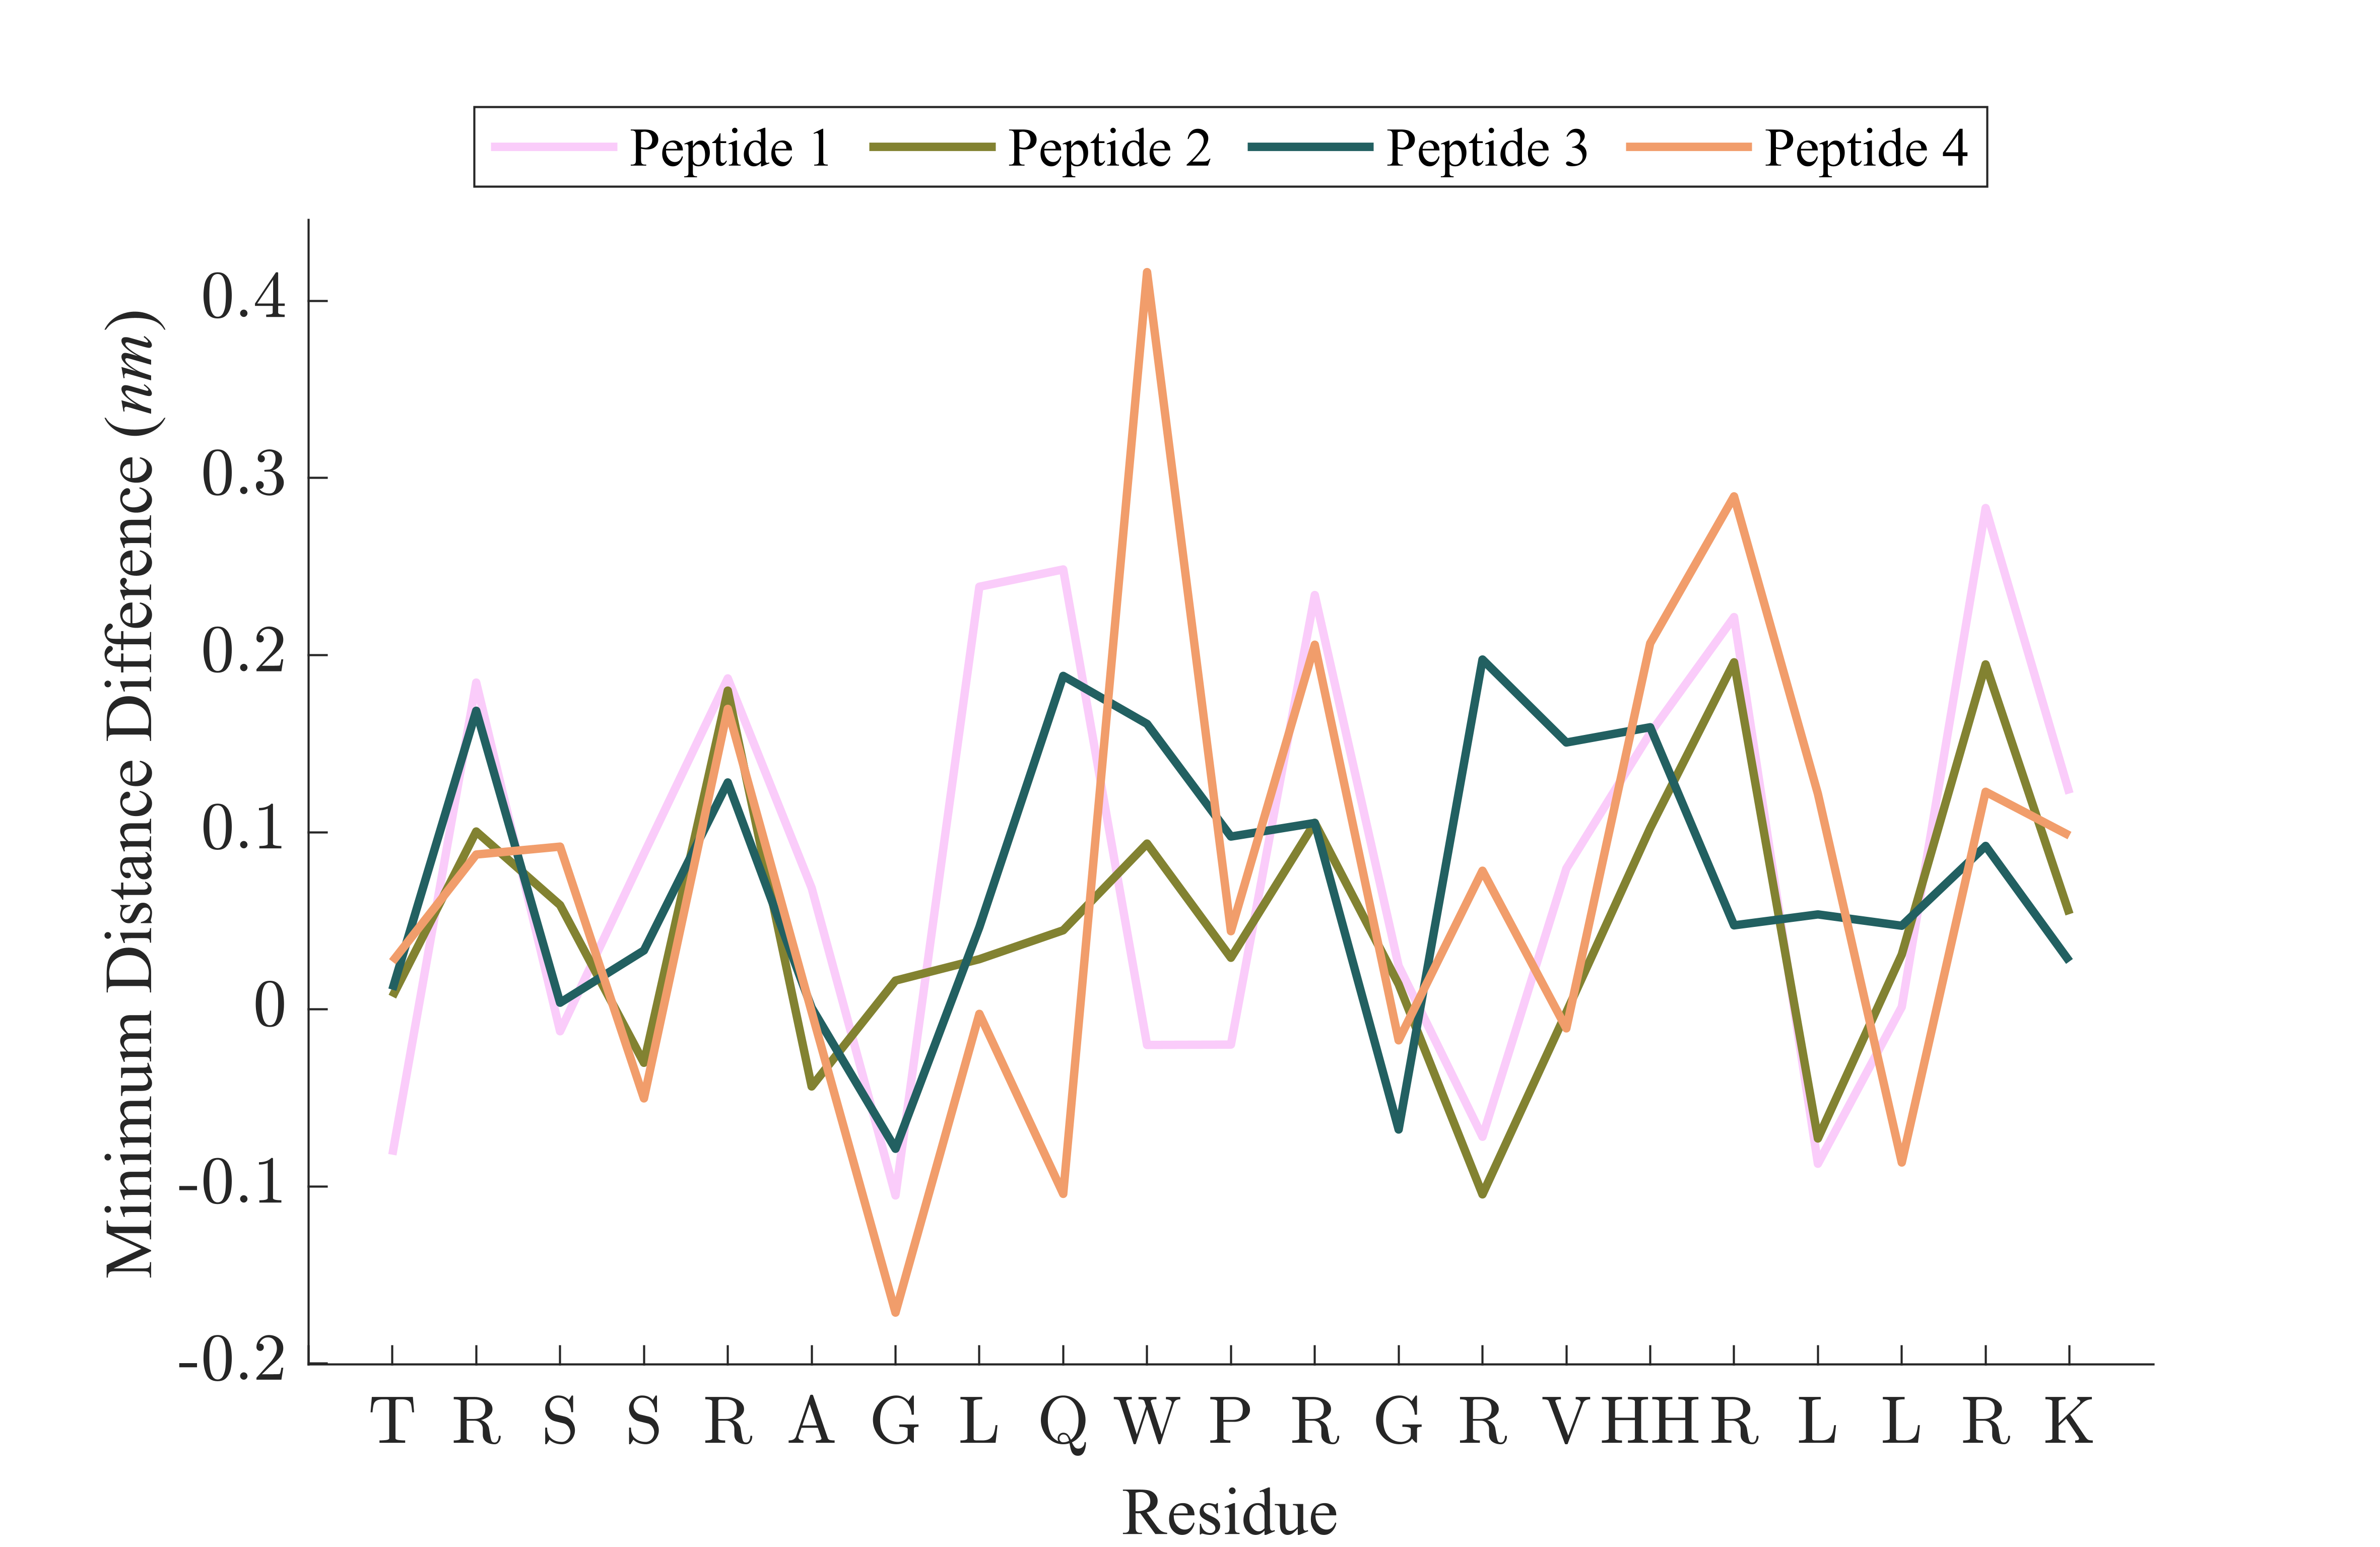 Peptide 1 Peptide 2 Peptide 3 Peptide 4
Minimum Distance Difference (nm)
0.4
0.3
0.2
0.1
0
-0.1
-0.2
T R S S R A G L Q W P R G R V HHH R L L R K
Residue